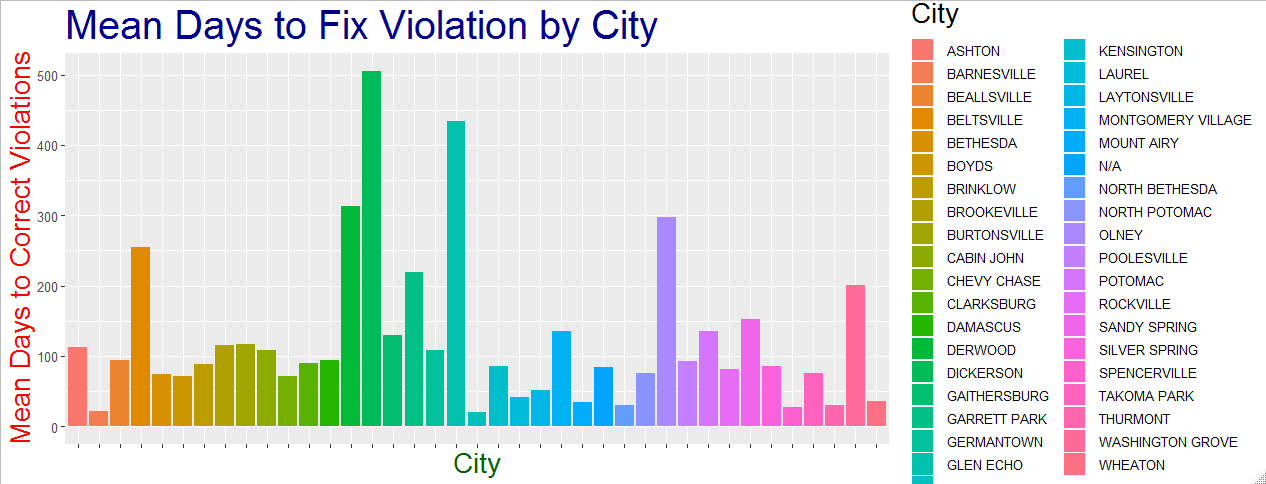 Mean Days to Fix Violation by City
Mean Days to Correct Violations
500
400
300
200
100
0
City
City
ASHTON
BARNESVILLE
BEALLSVILLE
BELTSVILLE
BETHESDA
BOYDS
BRINKLOW
BROOKEVILLE
BURTONSVILLE
CABIN JOHN
CHEVY CHASE
CLARKSBURG
DAMASCUS
DERWOOD
DICKERSON
GAITHERSBURG
GARRETT PARK
GERMANTOWN
GLEN ECHO
KENSINGTON
LAUREL
LAYTONSVILLE
MONTGOMERY VILLAGE
MOUNT AIRY
N/A
NORTH BETHESDA
NORTH POTOMAC
OLNEY
POOLESVILLE
POTOMAC
ROCKVILLE
SANDY SPRING
SILVER SPRING
SPENCERVILLE
TAKOMA PARK
THURMONT
WASHINGTON GROVE
WHEATON